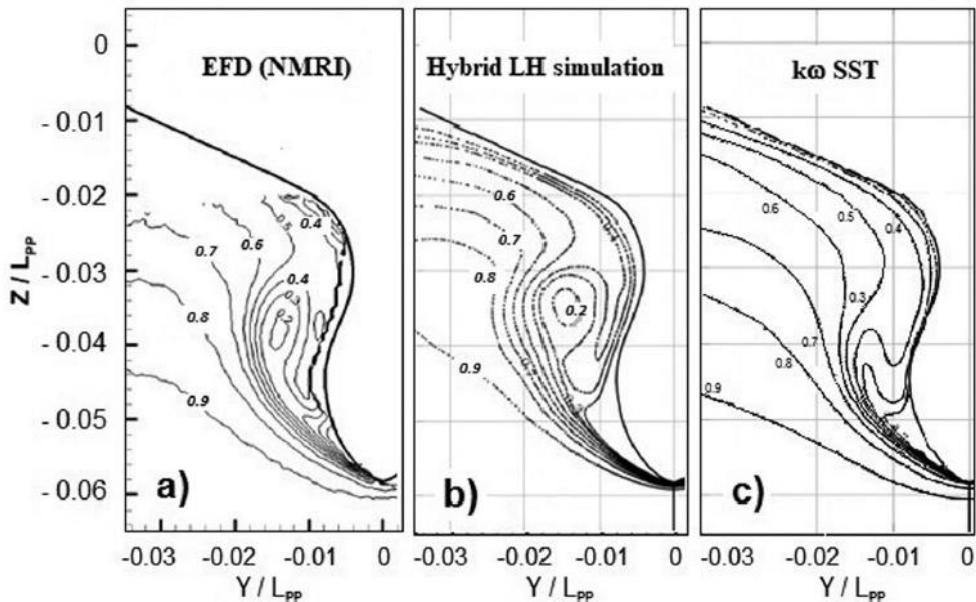 EFD (NMRI)
Hybrid LH simulation
kω SST
Z / LPP
0
- 0.01
- 0.02
- 0.03
- 0.04
- 0.05
- 0.06
0.4
0.5
0.6
0.7
0.4
0.3
0.2
0.8
0.9
a)
0.6
0.7
0.8
0.2
0.9
b)
0.6
0.5
0.4
0.3
0.7
0.8
0.9
c)
-0.03 -0.02 -0.01 0
-0.03 -0.02 -0.01 0
-0.03 -0.02 -0.01 0
Y / LPP
Y / LPP
Y / LPP